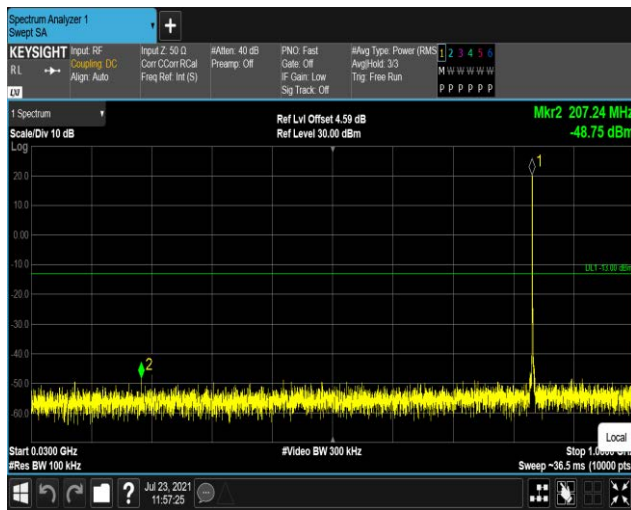 Spectrum Analyzer 1
Swept SA
+
KEYSIGHT Input: RF Input Z: 50 Ω #Atten: 40 dB PNO: Fast #Avg Type: Power (RMS 1 2 3 4 5 6
RL Coupling: DC Corr CCorr RCal Preamp: Off Gate: Off Avg|Hold: 3/3 M W W W W W
Align: Auto Freq Ref: Int (S) IF Gain: Low Trig: Free Run
Sig Track: Off P P P P P P
LXI
1 Spectrum Ref Lvl Offset 4.59 dB Mkr2 207.24 MHz
Scale/Div 10 dB Ref Level 30.00 dBm -48.75 dBm
Log
1
20.0
10.0
0.00
-10.0
DL1 -13.00 dBm
-20.0
-30.0
-40.0
2
-50.0
-60.0
Local
Start 0.0300 GHz #Video BW 300 kHz Stop 1.0000 GHz
#Res BW 100 kHz Sweep ~36.5 ms (10000 pts
? Jul 23, 2021
11:57:25